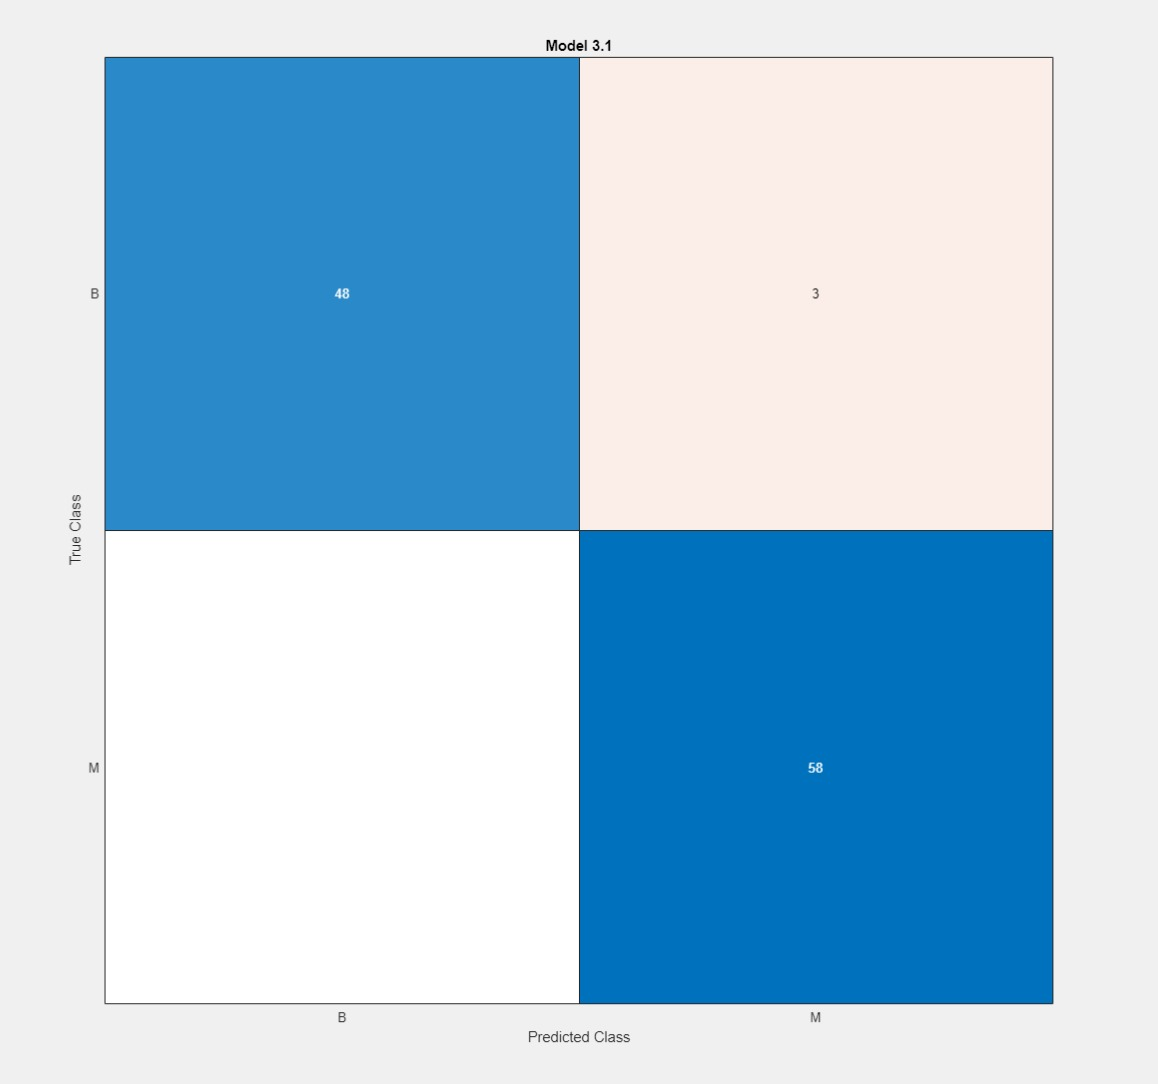 Model 3.1
48
3
B
True Class
M
58
B
M
Predicted Class